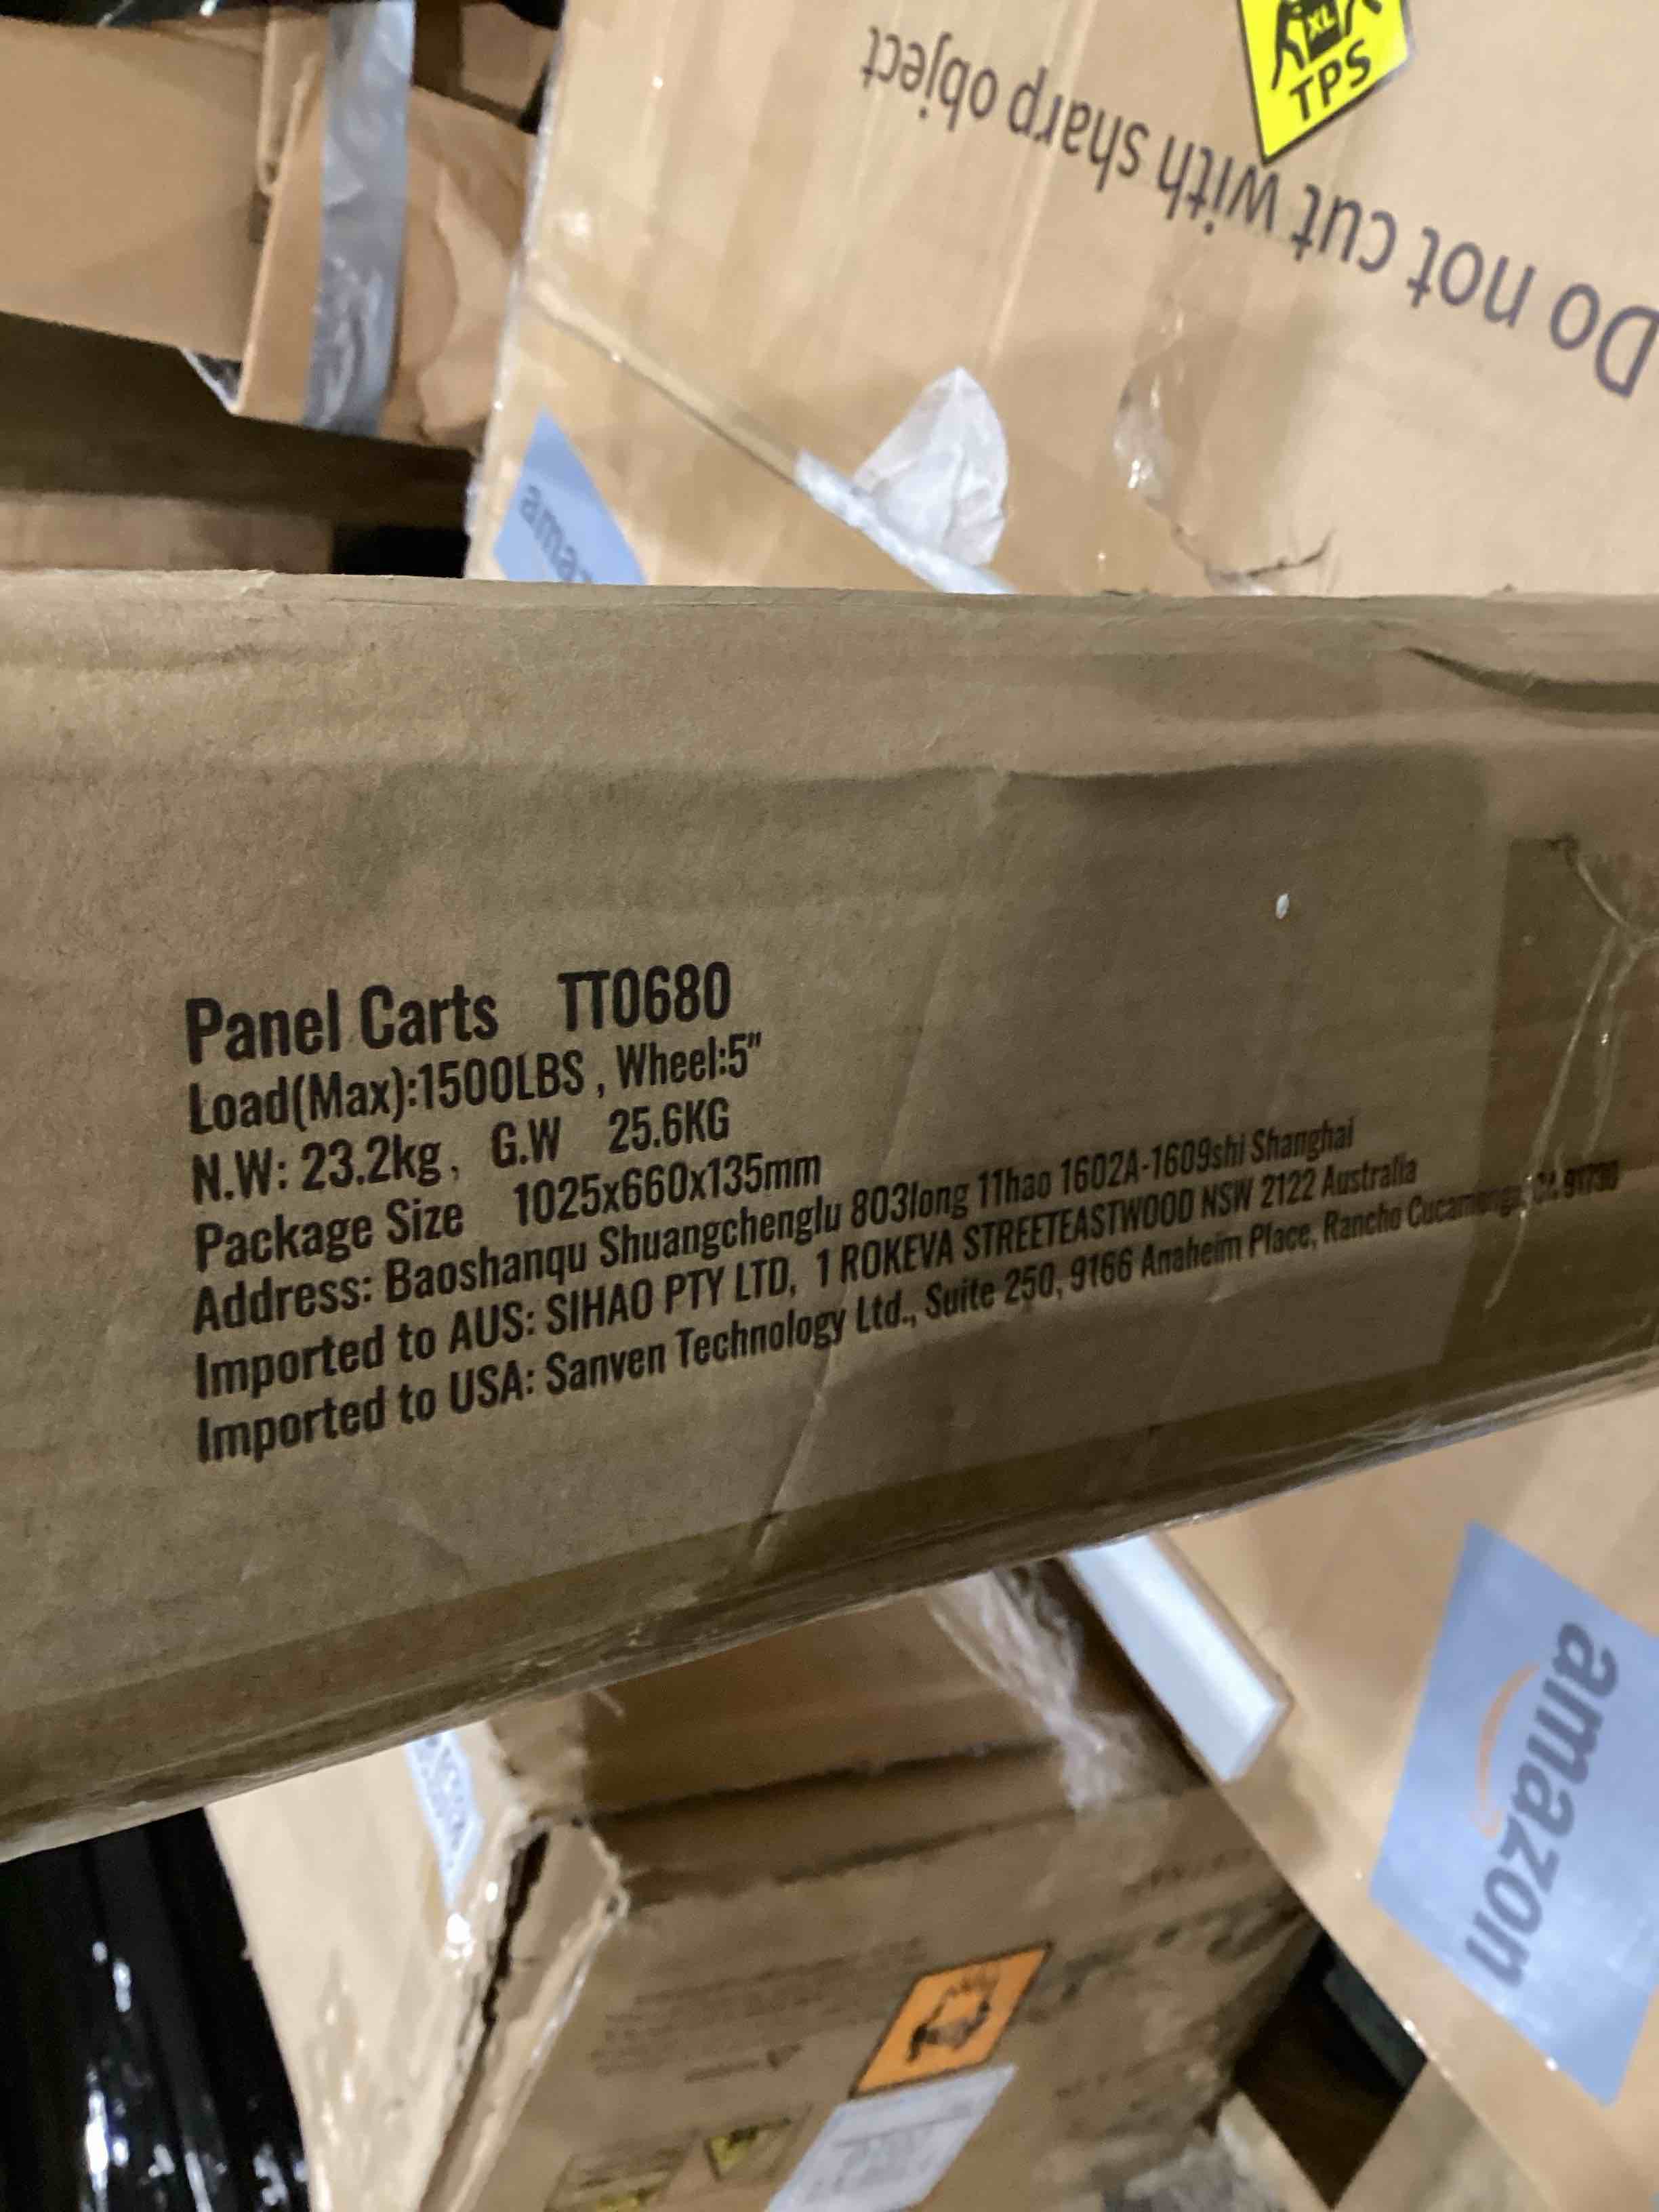 XL
TPS
Do not cut with sharp object
amaz
Panel Carts TT0680
Load(Max):1500LBS , Wheel:5"
N.W: 23.2kg, G.W 25.6KG
Package Size 1025x660x135mm
Address: Baoshanqu Shuangchenglu 803long 11hao 1602A-1609shi Shanghai
Imported to AUS: SIHAO PTY LTD, 1 ROKEVA STREETEASTWOOD NSW 2122 Australia
Imported to USA: Sanven Technology Ltd., Suite 250, 9166 Anaheim Place, Rancho Cucamonga, CA 91730
amazon